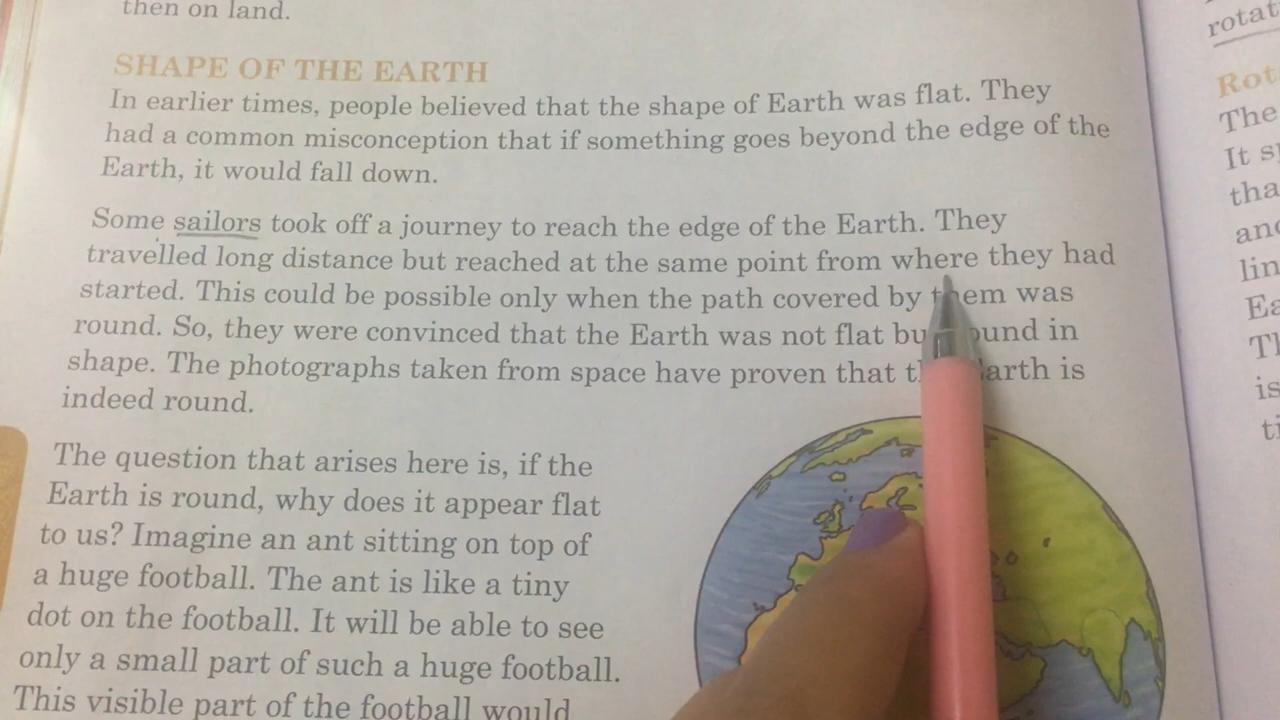 then on land.
SHAPE OF THE EARTH
In earlier times, people believed that the shape of Earth was flat. They
had a common misconception that if something goes beyond the edge of the
Earth, it would fall down.
Some sailors took off a journey to reach the edge of the Earth. They
travelled long distance but reached at the same point from where they had
started. This could be possible only when the path covered by them was
round. So, they were convinced that the Earth was not flat but round in
shape. The photographs taken from space have proven that the Earth is
indeed round.
The question that arises here is, if the
Earth is round, why does it appear flat
to us? Imagine an ant sitting on top of
a huge football. The ant is like a tiny
dot on the football. It will be able to see
only a small part of such a huge football.
This visible part of the football would
The
It